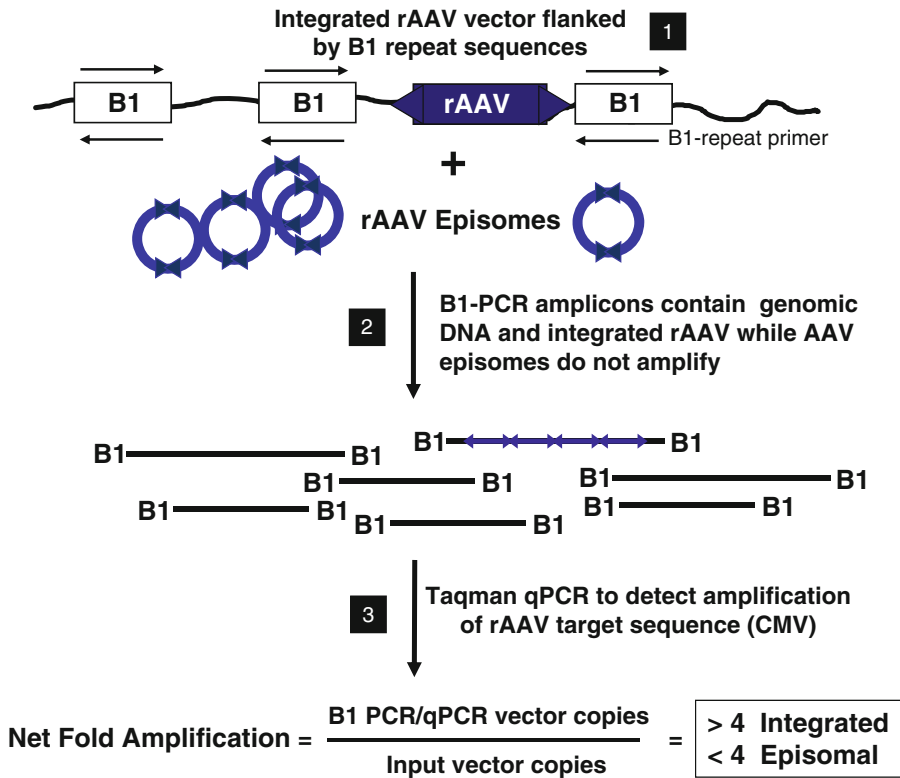 Integrated rAAV vector flanked
by B1 repeat sequences
1
B1
B1
rAAV
B1
B1-repeat primer
+
rAAV Episomes
2
B1-PCR amplicons contain genomic
DNA and integrated rAAV while AAV
episomes do not amplify
B1 B1
B1 B1
B1 B1
B1 B1
B1 B1
B1 B1
B1 B1
3
Taqman qPCR to detect amplification
of rAAV target sequence (CMV)
Net Fold Amplification = B1 PCR/qPCR vector copies
Input vector copies
= > 4 Integrated
< 4 Episomal